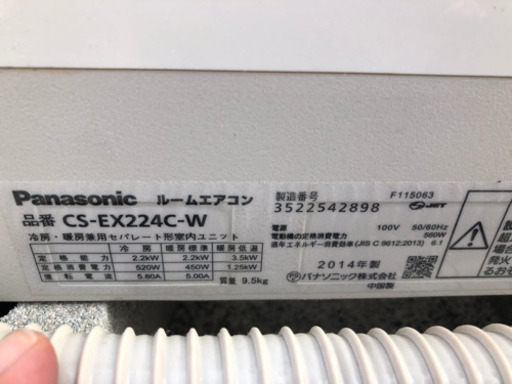 Panasonic ルームエアコン
品番 CS-EX224C-W
冷房・暖房兼用セパレート形室内ユニット
冷房 暖房標準 暖房低温
定格能力 2.2kW 2.2kW 3.5kW
定格消費電力 520W 450W 1.25kW
運転電流 5.80A 5.00A
質量 9.5kg
製造番号 F115063
3522542898
JET
電源 100V 50/60Hz
電動機の定格消費電力 560W
通年エネルギー消費効率(JIS C 9612:2013) 6.1
2014年製
パナソニック株式会社
中国製